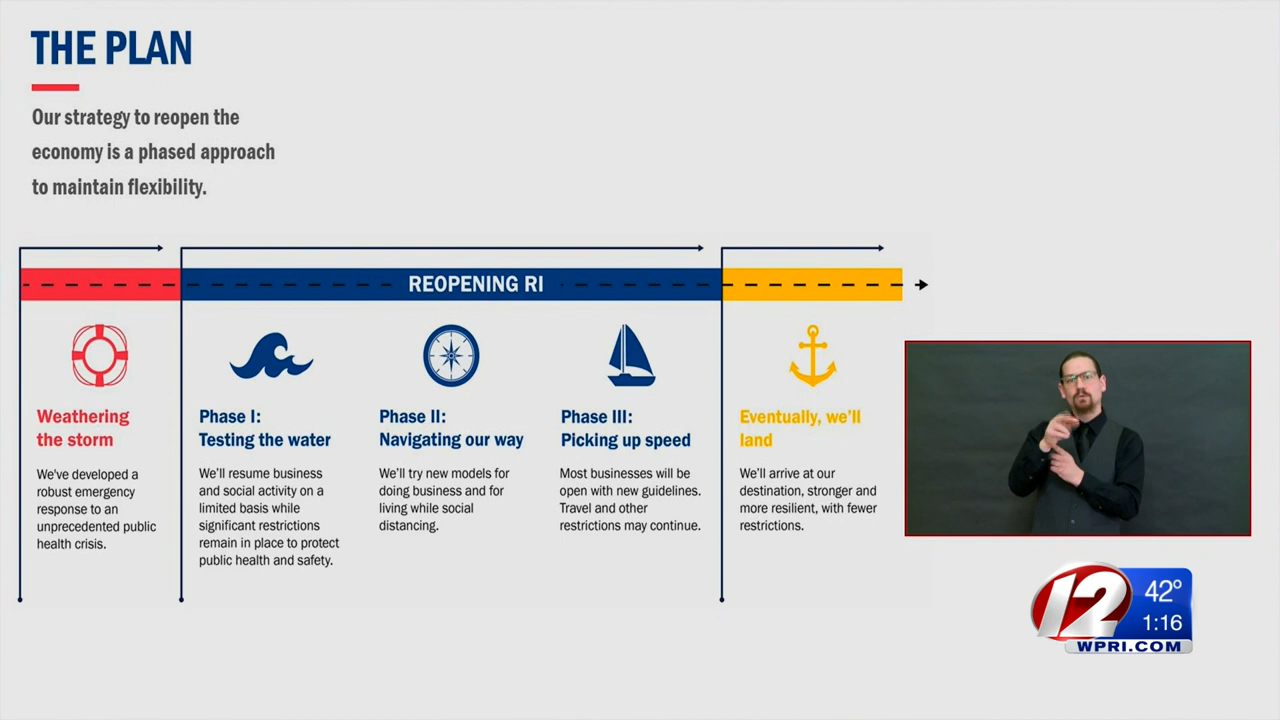 THE PLAN
Our strategy to reopen the
economy is a phased approach
to maintain flexibility.
REOPENING RI
Weathering
the storm
We've developed a
robust emergency
response to an
unprecedented public
health crisis.
Phase I:
Testing the water
We'll resume business
and social activity on a
limited basis while
significant restrictions
remain in place to protect
public health and safety.
Phase II:
Navigating our way
We'll try new models for
doing business and for
living while social
distancing.
Phase III:
Picking up speed
Most businesses will be
open with new guidelines.
Travel and other
restrictions may continue.
Eventually, we'll
land
We'll arrive at our
destination, stronger and
more resilient, with fewer
restrictions.
12
42°
1:16
WPRI.COM